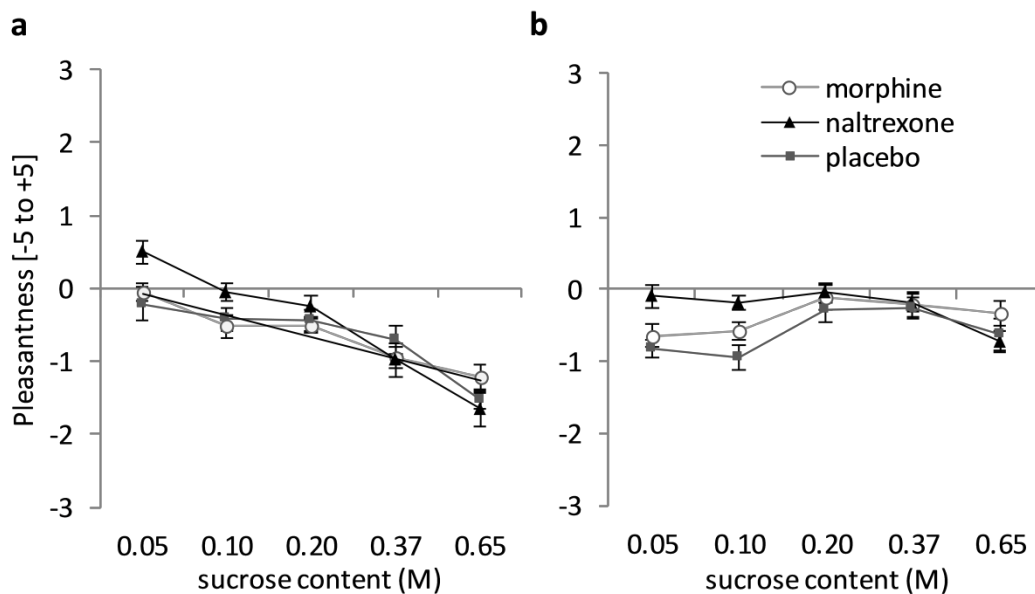 a
3
2
1
0
-1
-2
-3
Pleasantness [-5 to +5]
0.05 0.10 0.20 0.37 0.65
sucrose content (M)
b
3
2
1
0
-1
-2
-3
morphine
naltrexone
placebo
0.05 0.10 0.20 0.37 0.65
sucrose content (M)